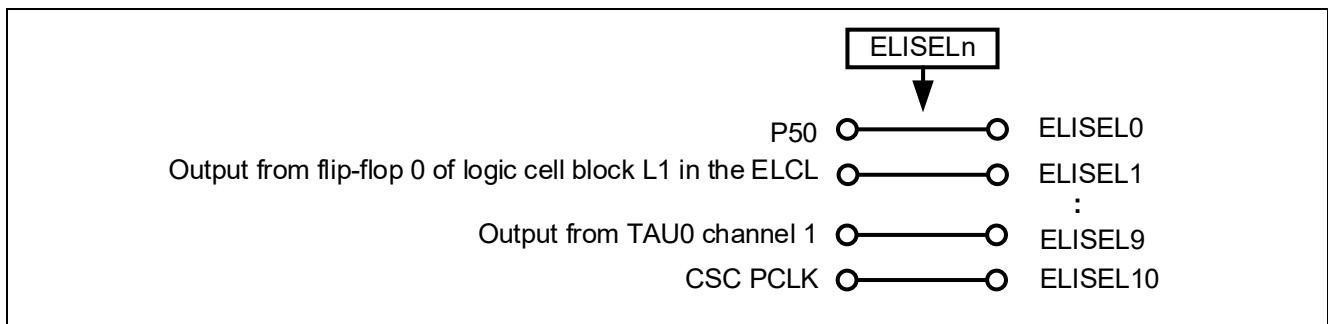 ELISELn
P50 ELISEL0
Output from flip-flop 0 of logic cell block L1 in the ELCL ELISEL1
:
Output from TAU0 channel 1 ELISEL9
CSC PCLK ELISEL10